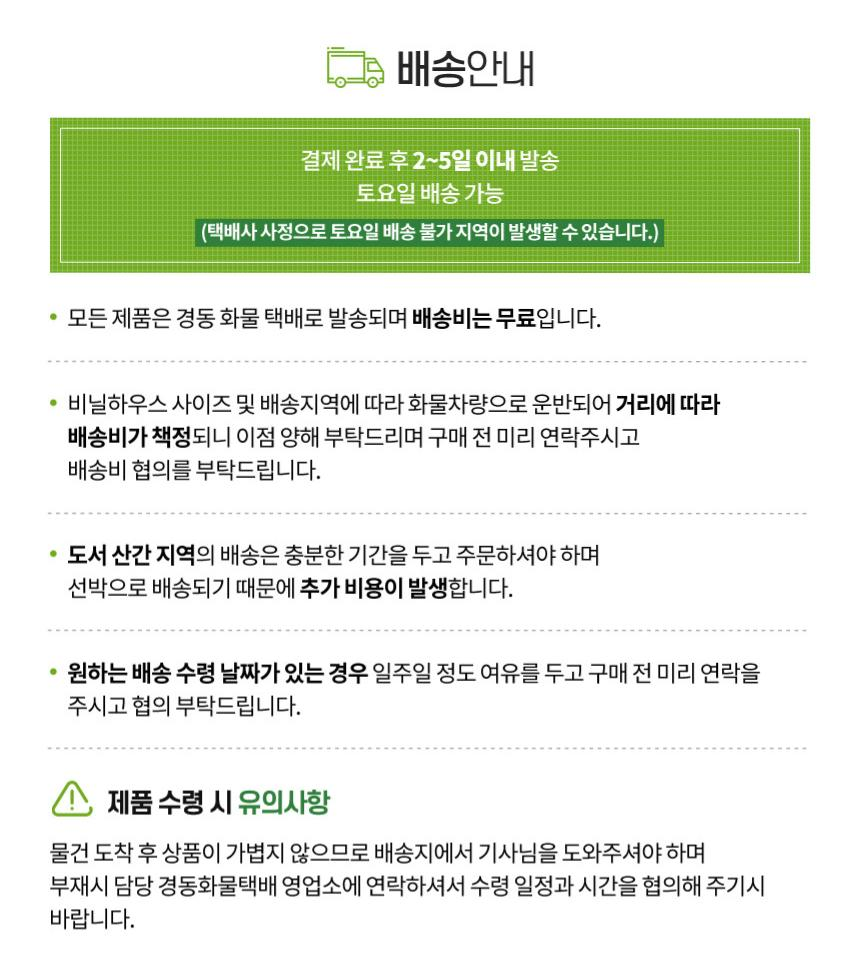 배송안내
결제 완료 후 2~5일 이내 발송
토요일 배송 가능
(택배사 사정으로 토요일 배송 불가 지역이 발생할 수 있습니다.)
• 모든 제품은 경동 화물 택배로 발송되며 배송비는 무료입니다.
• 비닐하우스 사이즈 및 배송지역에 따라 화물차량으로 운반되어 거리에 따라
배송비가 책정되니 이점 양해 부탁드리며 구매 전 미리 연락주시고
배송비 협의를 부탁드립니다.
• 도서 산간 지역의 배송은 충분한 기간을 두고 주문하셔야 하며
선박으로 배송되기 때문에 추가 비용이 발생합니다.
• 원하는 배송 수령 날짜가 있는 경우 일주일 정도 여유를 두고 구매 전 미리 연락을
주시고 협의 부탁드립니다.
제품 수령 시 유의사항
물건 도착 후 상품이 가볍지 않으므로 배송지에서 기사님을 도와주셔야 하며
부재시 담당 경동화물택배 영업소에 연락하셔서 수령 일정과 시간을 협의해 주기시
바랍니다.